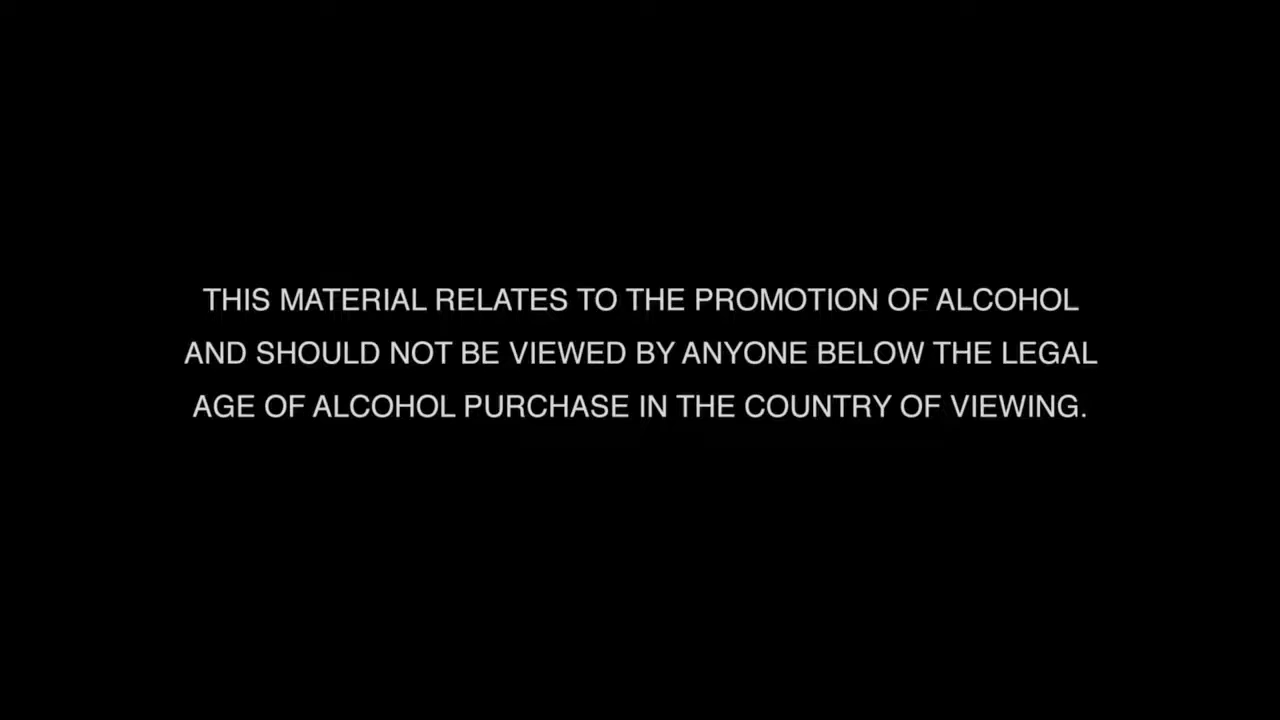 THIS MATERIAL RELATES TO THE PROMOTION OF ALCOHOL
AND SHOULD NOT BE VIEWED BY ANYONE BELOW THE LEGAL
AGE OF ALCOHOL PURCHASE IN THE COUNTRY OF VIEWING.